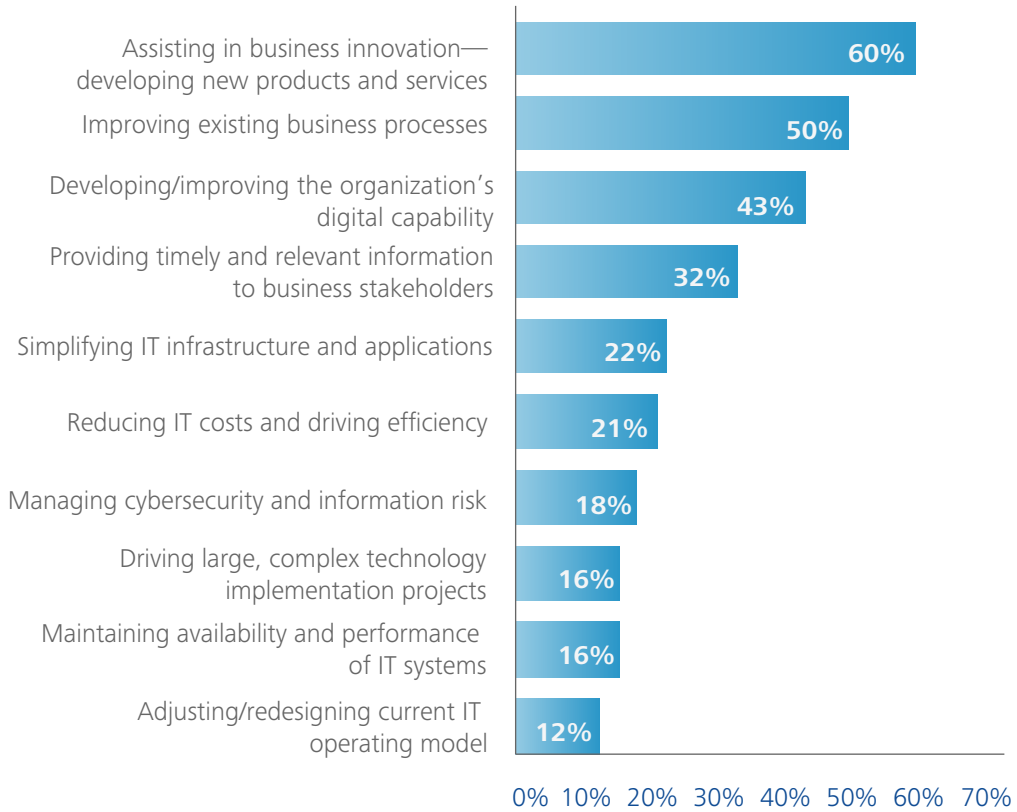 Assisting in business innovation—
developing new products and services
60%
Improving existing business processes
50%
Developing/improving the organization's
digital capability
43%
Providing timely and relevant information
to business stakeholders
32%
Simplifying IT infrastructure and applications
22%
Reducing IT costs and driving efficiency
21%
Managing cybersecurity and information risk
18%
Driving large, complex technology
implementation projects
16%
Maintaining availability and performance
of IT systems
16%
Adjusting/redesigning current IT
operating model
12%
0% 10% 20% 30% 40% 50% 60% 70%